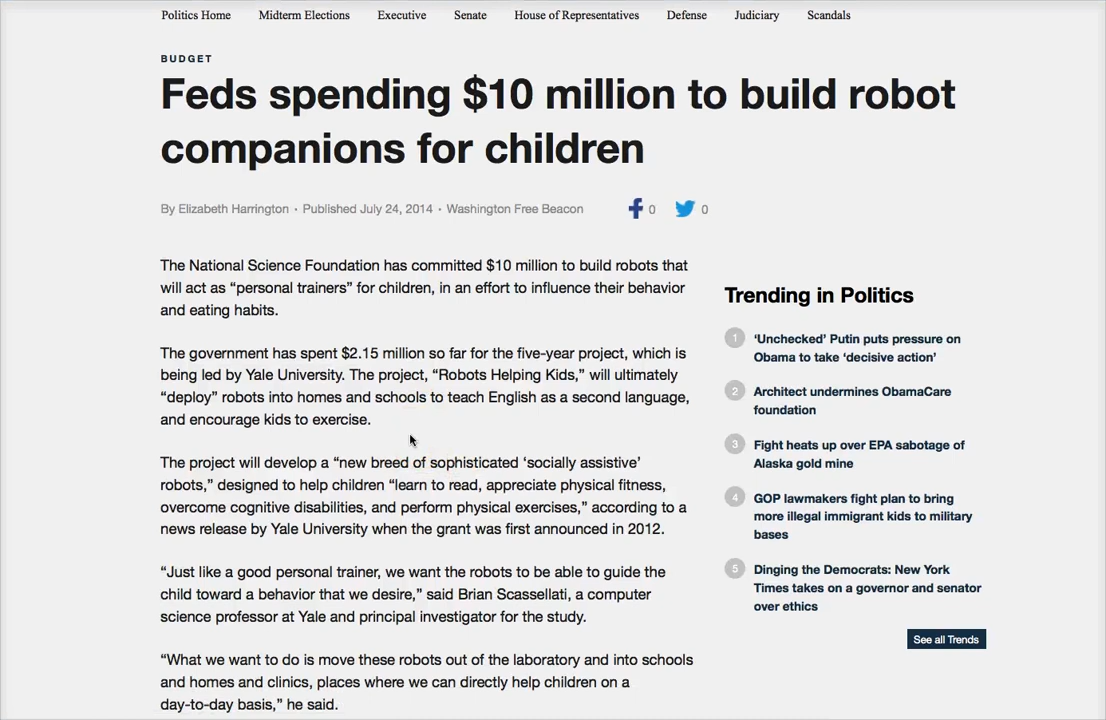 Politics Home Midterm Elections Executive Senate House of Representatives Defense Judiciary Scandals
BUDGET
Feds spending $10 million to build robot
companions for children
By Elizabeth Harrington · Published July 24, 2014 · Washington Free Beacon 0 0
The National Science Foundation has committed $10 million to build robots that
will act as “personal trainers” for children, in an effort to influence their behavior
and eating habits.
The government has spent $2.15 million so far for the five-year project, which is
being led by Yale University. The project, “Robots Helping Kids,” will ultimately
“deploy” robots into homes and schools to teach English as a second language,
and encourage kids to exercise.
The project will develop a “new breed of sophisticated ‘socially assistive’
robots,” designed to help children “learn to read, appreciate physical fitness,
overcome cognitive disabilities, and perform physical exercises,” according to a
news release by Yale University when the grant was first announced in 2012.
“Just like a good personal trainer, we want the robots to be able to guide the
child toward a behavior that we desire,” said Brian Scassellati, a computer
science professor at Yale and principal investigator for the study.
“What we want to do is move these robots out of the laboratory and into schools
and homes and clinics, places where we can directly help children on a
day-to-day basis,” he said.
Trending in Politics
1 ‘Unchecked’ Putin puts pressure on
Obama to take ‘decisive action’
2 Architect undermines ObamaCare
foundation
3 Fight heats up over EPA sabotage of
Alaska gold mine
4 GOP lawmakers fight plan to bring
more illegal immigrant kids to military
bases
5 Dinging the Democrats: New York
Times takes on a governor and senator
over ethics
See all Trends